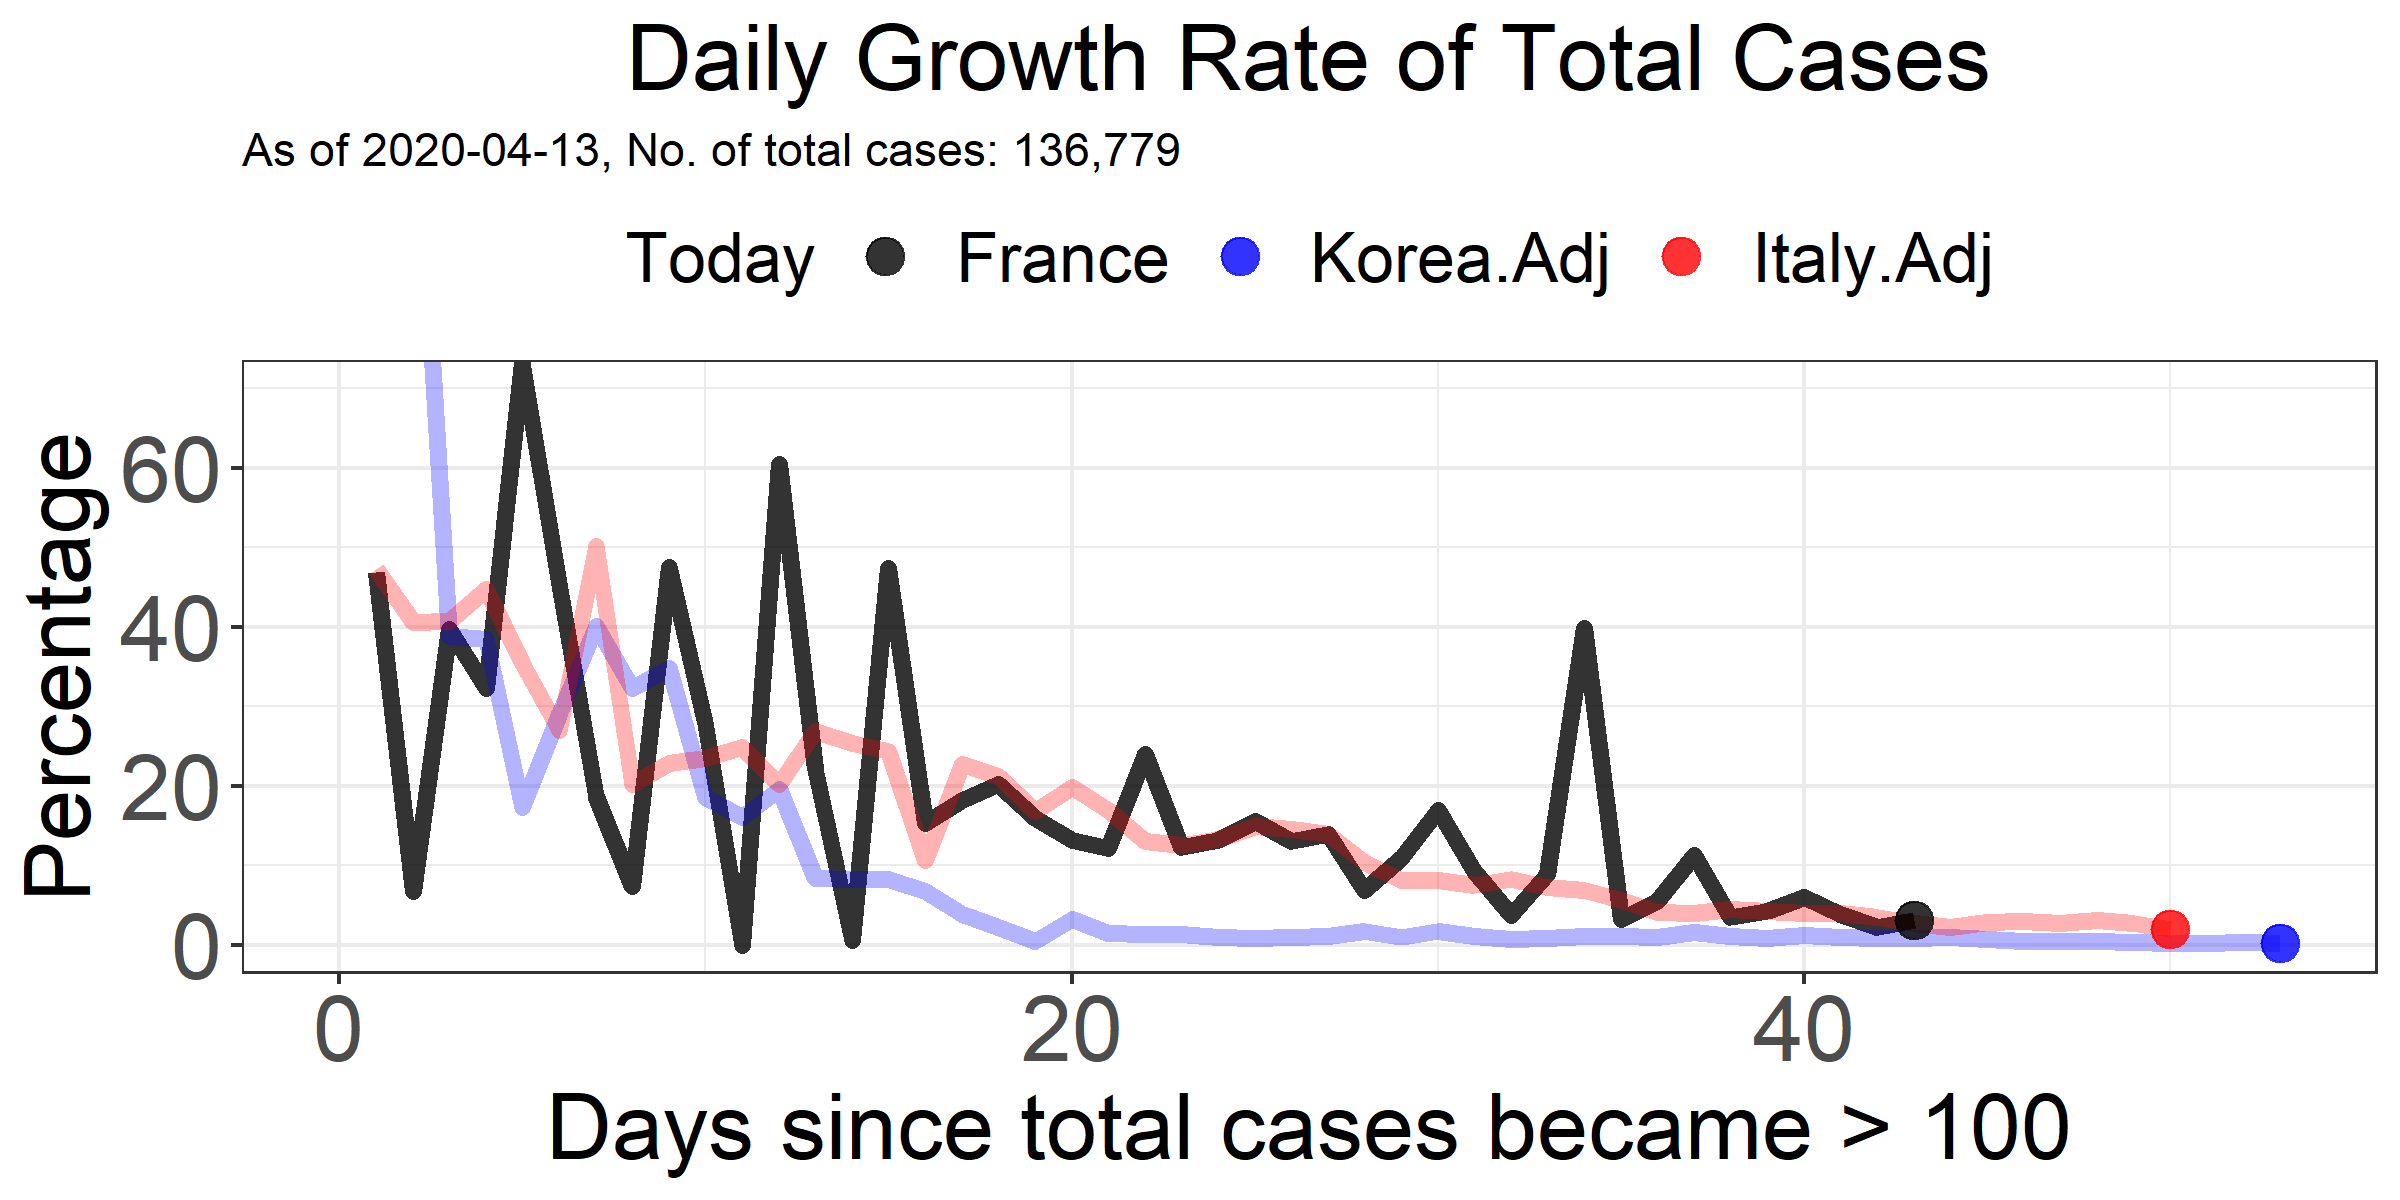 Daily Growth Rate of Total Cases
As of 2020-04-13, No. of total cases: 136,779
Today France Korea.Adj Italy.Adj
Percentage
60
40
20
0
0 20 40
Days since total cases became > 100